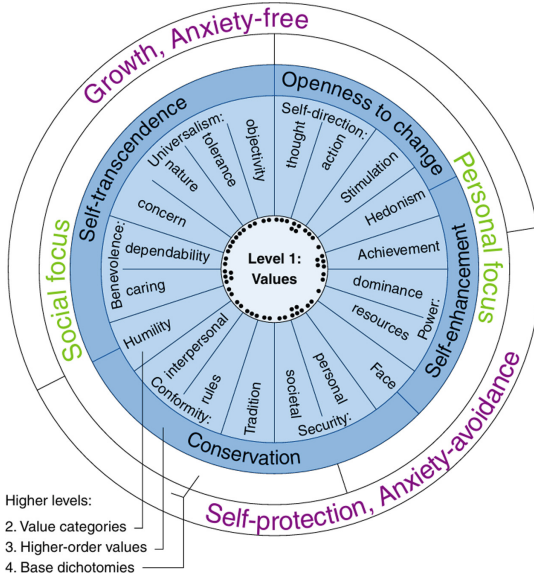 Growth, Anxiety-free
Openness to change
Self-transcendence
Personal focus
Social focus
Self-enhancement
Conservation
Self-protection, Anxiety-avoidance
Universalism:
nature
tolerance
objectivity
concern
Self-direction:
thought
action
Stimulation
Hedonism
Achievement
Power:
dominance
resources
Face
Security:
personal
societal
Tradition
Conformity:
rules
interpersonal
Humility
Benevolence:
caring
dependability
Level 1:
Values
Higher levels:
2. Value categories
3. Higher-order values
4. Base dichotomies